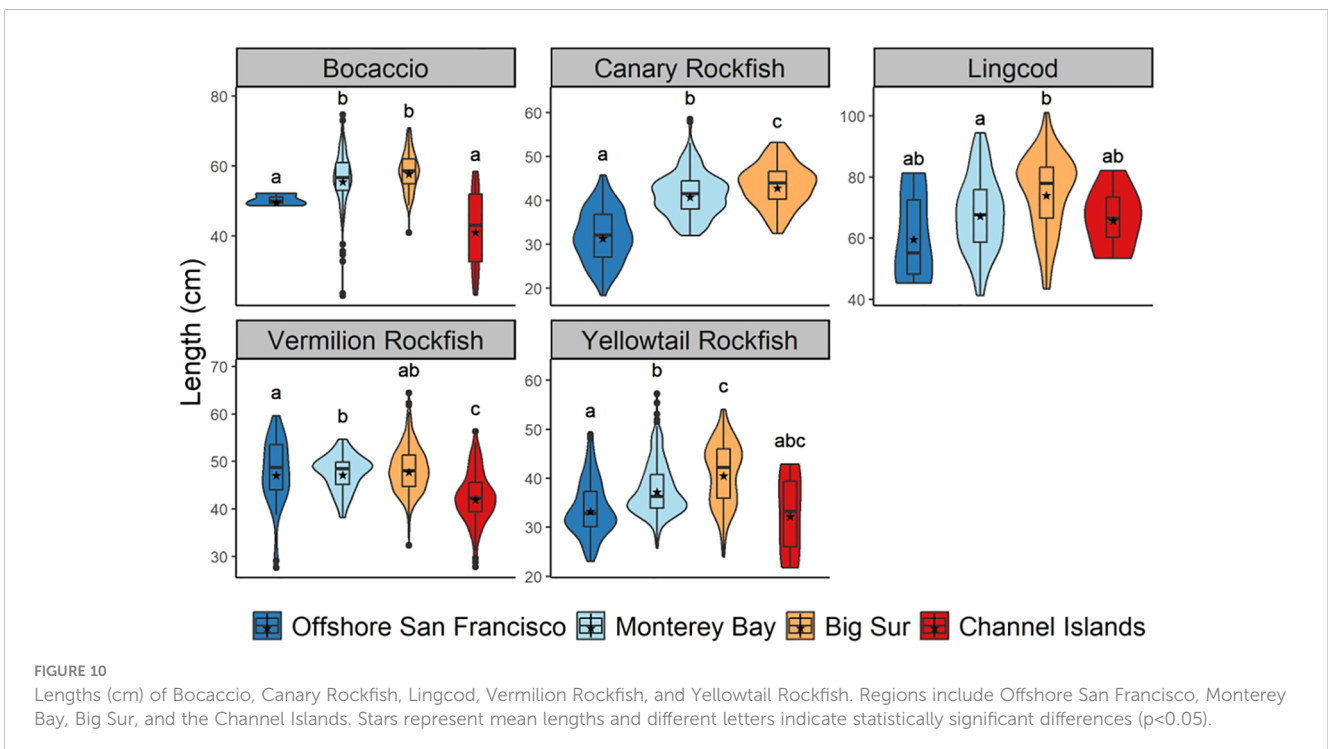 Bocaccio
Canary Rockfish
Lingcod
80
60
40
b
b
a
a
60
50
40
30
20
a
b
c
100
80
60
40
ab
a
b
ab
Length (cm)
Vermilion Rockfish
Yellowtail Rockfish
70
60
50
40
30
a
b
ab
c
60
50
40
30
20
a
b
c
abc
Offshore San Francisco Monterey Bay Big Sur Channel Islands
FIGURE 10
Lengths (cm) of Bocaccio, Canary Rockfish, Lingcod, Vermilion Rockfish, and Yellowtail Rockfish. Regions include Offshore San Francisco, Monterey
Bay, Big Sur, and the Channel Islands. Stars represent mean lengths and different letters indicate statistically significant differences (p<0.05).